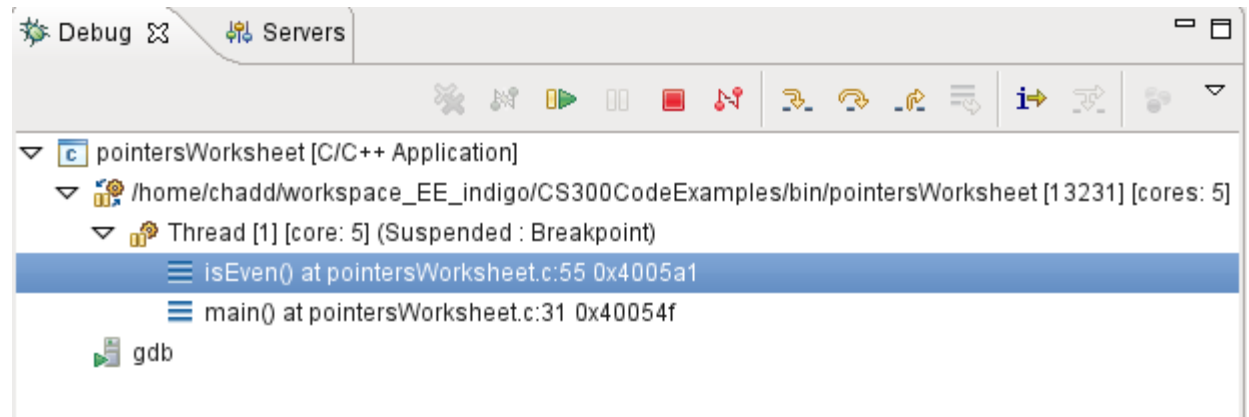 Debug Servers
pointersWorksheet [C/C++ Application]
/home/chadd/workspace_EE_indigo/CS300CodeExamples/bin/pointersWorksheet [13231] [cores: 5]
Thread [1] [core: 5] (Suspended : Breakpoint)
isEven() at pointersWorksheet.c:55 0x4005a1
main() at pointersWorksheet.c:31 0x40054f
gdb